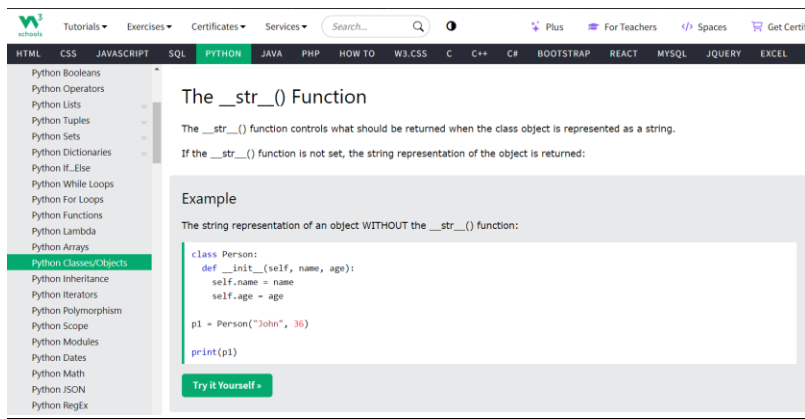 W3
schools
Tutorials Exercises Certificates Services Search... Plus For Teachers </> Spaces Get Certif
HTML CSS JAVASCRIPT SQL PYTHON JAVA PHP HOW TO W3.CSS C C++ C# BOOTSTRAP REACT MYSQL JQUERY EXCEL
Python Booleans
Python Operators
Python Lists
Python Tuples
Python Sets
Python Dictionaries
Python If...Else
Python While Loops
Python For Loops
Python Functions
Python Lambda
Python Arrays
Python Classes/Objects
Python Inheritance
Python Iterators
Python Polymorphism
Python Scope
Python Modules
Python Dates
Python Math
Python JSON
Python RegEx
The __str__() Function
The __str__() function controls what should be returned when the class object is represented as a string.
If the __str__() function is not set, the string representation of the object is returned:
Example
The string representation of an object WITHOUT the __str__() function:
class Person:
  def __init__(self, name, age):
    self.name = name
    self.age = age
p1 = Person("John", 36)
print(p1)
Try it Yourself »